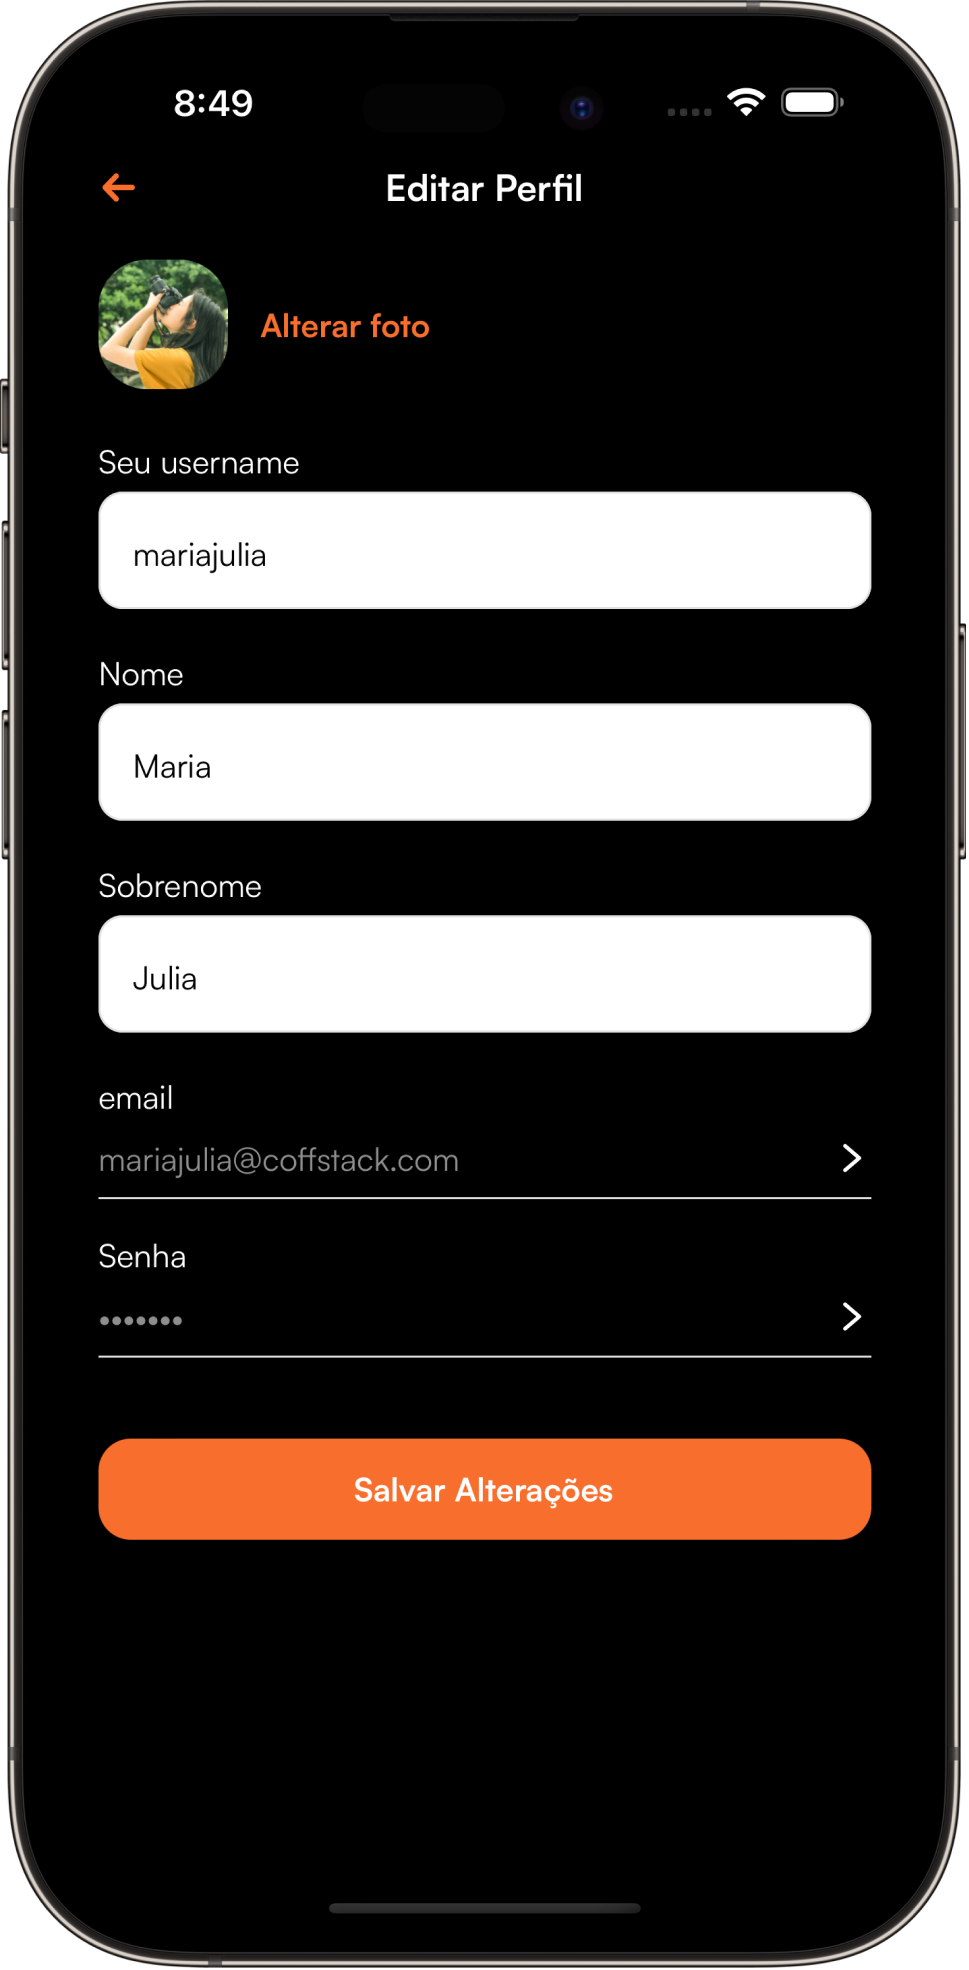 8:49
Editar Perfil
Alterar foto
Seu username
mariajulia
Nome
Maria
Sobrenome
Julia
email
mariajulia@coffstack.com
Senha
•••••••
Salvar Alterações